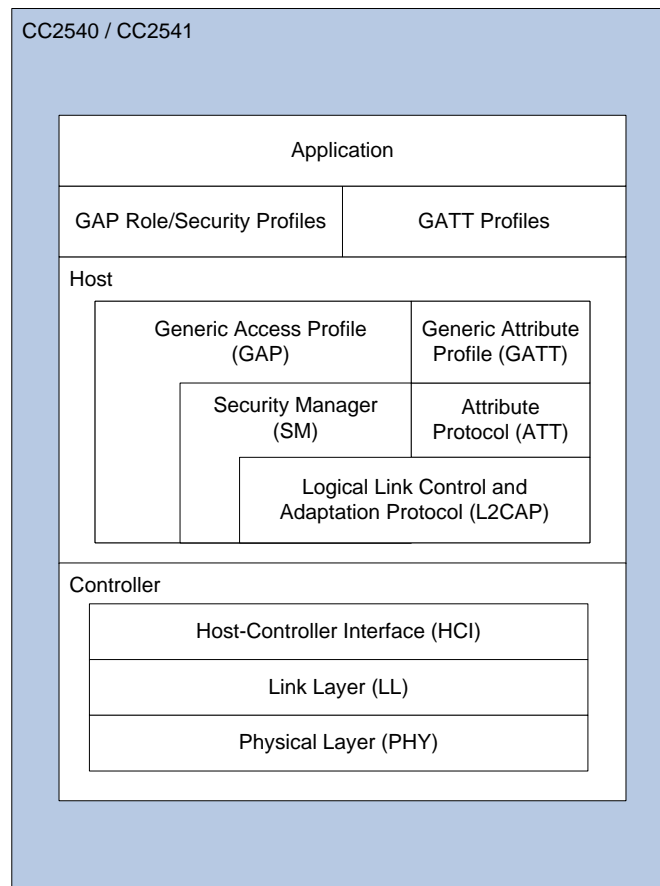 CC2540 / CC2541
Application
GAP Role/Security Profiles
GATT Profiles
Host
Generic Access Profile
(GAP)
Generic Attribute
Profile (GATT)
Security Manager
(SM)
Attribute
Protocol (ATT)
Logical Link Control and
Adaptation Protocol (L2CAP)
Controller
Host-Controller Interface (HCI)
Link Layer (LL)
Physical Layer (PHY)